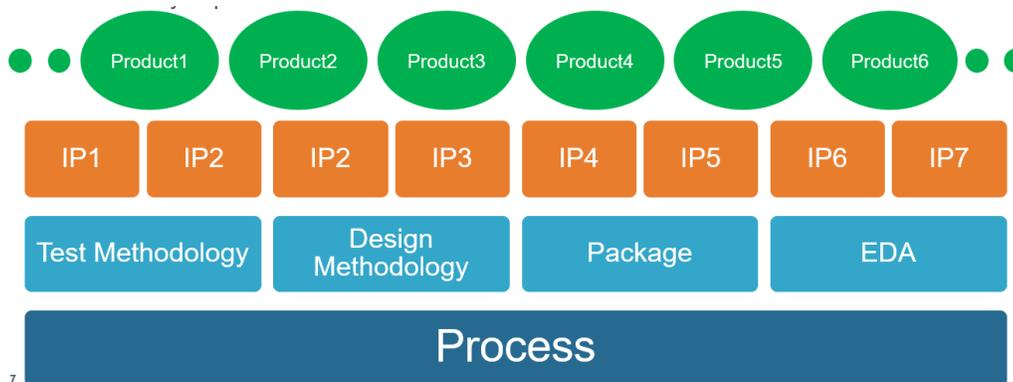 Product1 Product2 Product3 Product4 Product5 Product6
IP1 IP2 IP2 IP3 IP4 IP5 IP6 IP7
Test Methodology
Design
Methodology
Package
EDA
Process
7